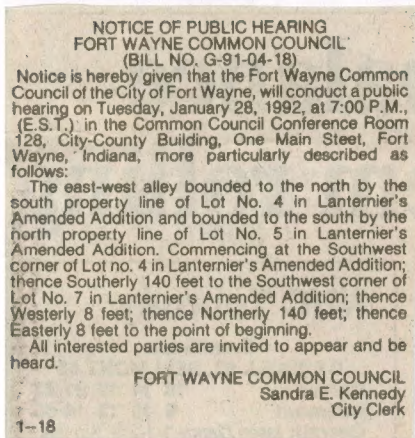 NOTICE OF PUBLIC HEARING
FORT WAYNE COMMON COUNCIL
(BILL NO. G-91-04-18)
Notice is hereby given that the Fort Wayne Common
Council of the City of Fort Wayne, will conduct a public
hearing on Tuesday, January 28, 1992, at 7:00 P.M.,
(E.S.T.) in the Common Council Conference Room
128, City-County Building, One Main Steet, Fort
Wayne, Indiana, more particularly described as
follows:
The east-west alley bounded to the north by the
south property line of Lot No. 4 in Lanternier's
Amended Addition and bounded to the south by the
north property line of Lot No. 5 in Lanternier's
Amended Addition. Commencing at the Southwest
corner of Lot no. 4 in Lanternier's Amended Addition;
thence Southerly 140 feet to the Southwest corner of
Lot No. 7 in Lanternier's Amended Addition; thence
Westerly 8 feet; thence Northerly 140 feet; thence
Easterly 8 feet to the point of beginning.
All interested parties are invited to appear and be
heard.
FORT WAYNE COMMON COUNCIL
Sandra E. Kennedy
City Clerk
1-18